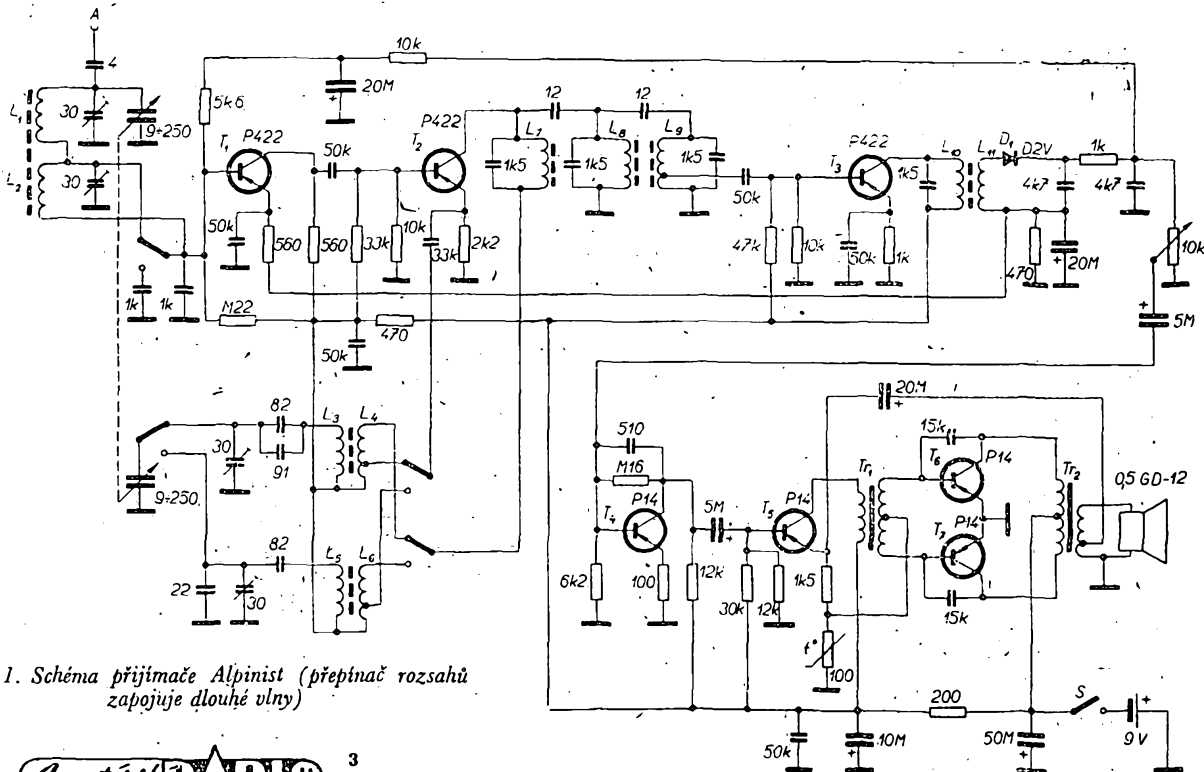 A
4
10k
20M
+
5k6
L1
30
9÷250
L2
30
1k
1k
T1
P422
50k
560
560
50k
33k
10k
T2
P422
33k
2k2
M22
470
50k
12
12
L7
L8
L9
1k5
1k5
1k5
50k
P422
T3
47k
10k
50k
1k
1k5
L10
L11
D1
D2V
1k
4k7
4k7
470
20M
+
10k
5M
+
82
91
30
L3
L4
9÷250
82
22
30
L5
L6
510
M16
P14
T4
6k2
100
12k
5M
+
T5
P14
30k
12k
1k5
t°
100
20M
+
Tr1
15k
T6
P14
T7
P14
15k
Tr2
0,5 GD-12
200
S
+
9V
50k
10M
+
50M
+
1. Schéma přijímače Alpinist (přepínač rozsahů
zapojuje dlouhé vlny)
3